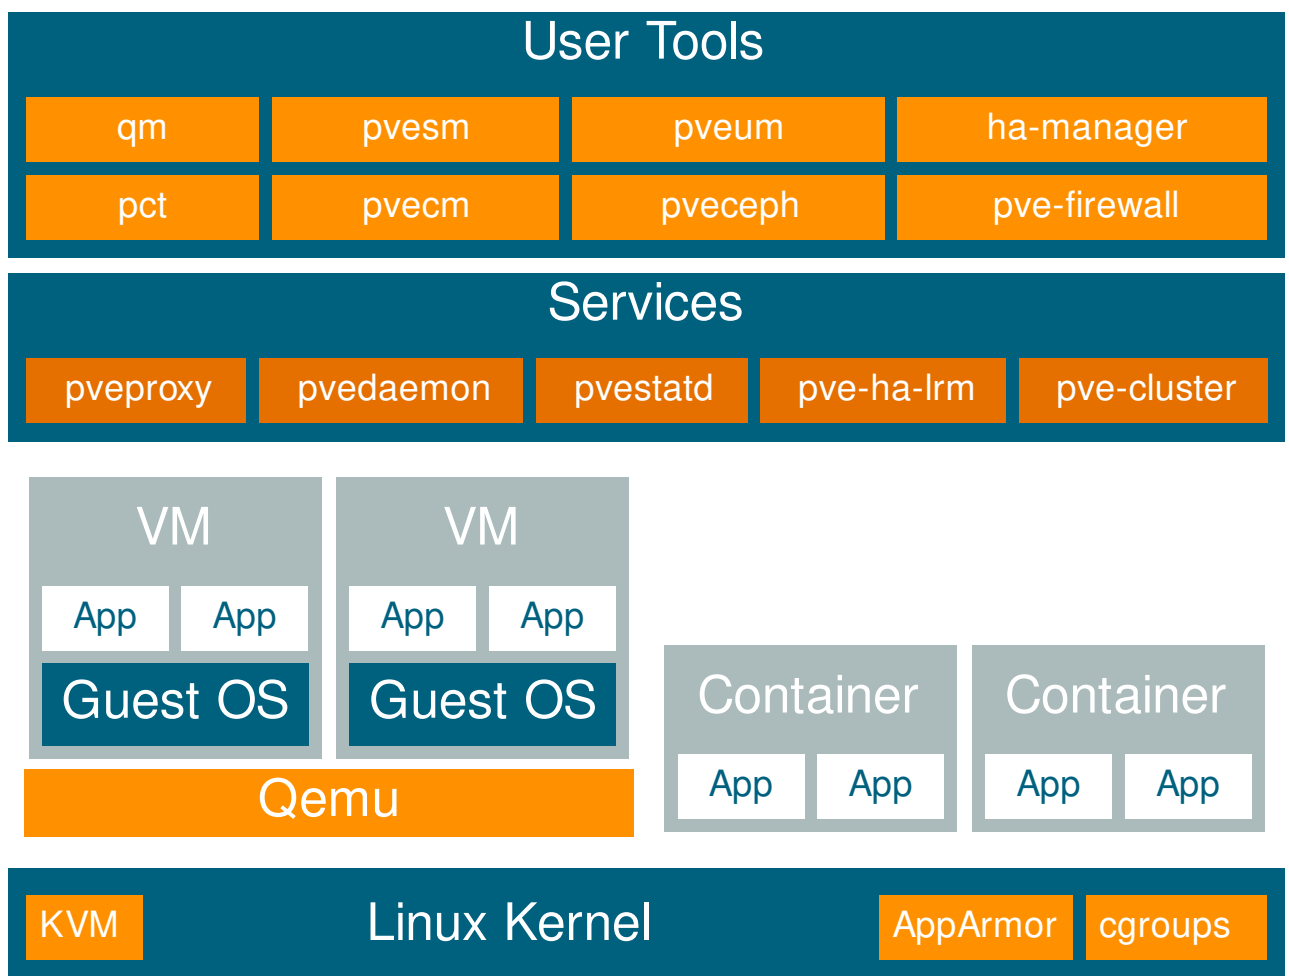 User Tools
qm pvesm pveum ha-manager
pct pvecm pveceph pve-firewall
Services
pveproxy pvedaemon pvestatd pve-ha-lrm pve-cluster
VM VM
App App App App
Guest OS Guest OS
Container Container
App App App App
Qemu
KVM Linux Kernel AppArmor cgroups